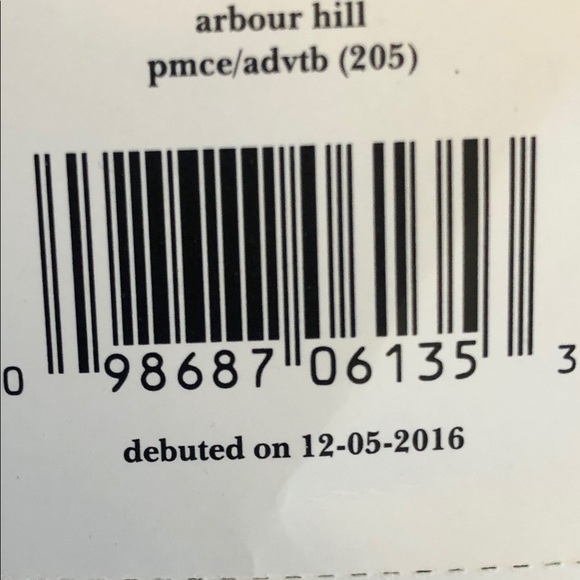 arbour hill
pmce/advtb (205)
0 98687 06135 3
debuted on 12-05-2016